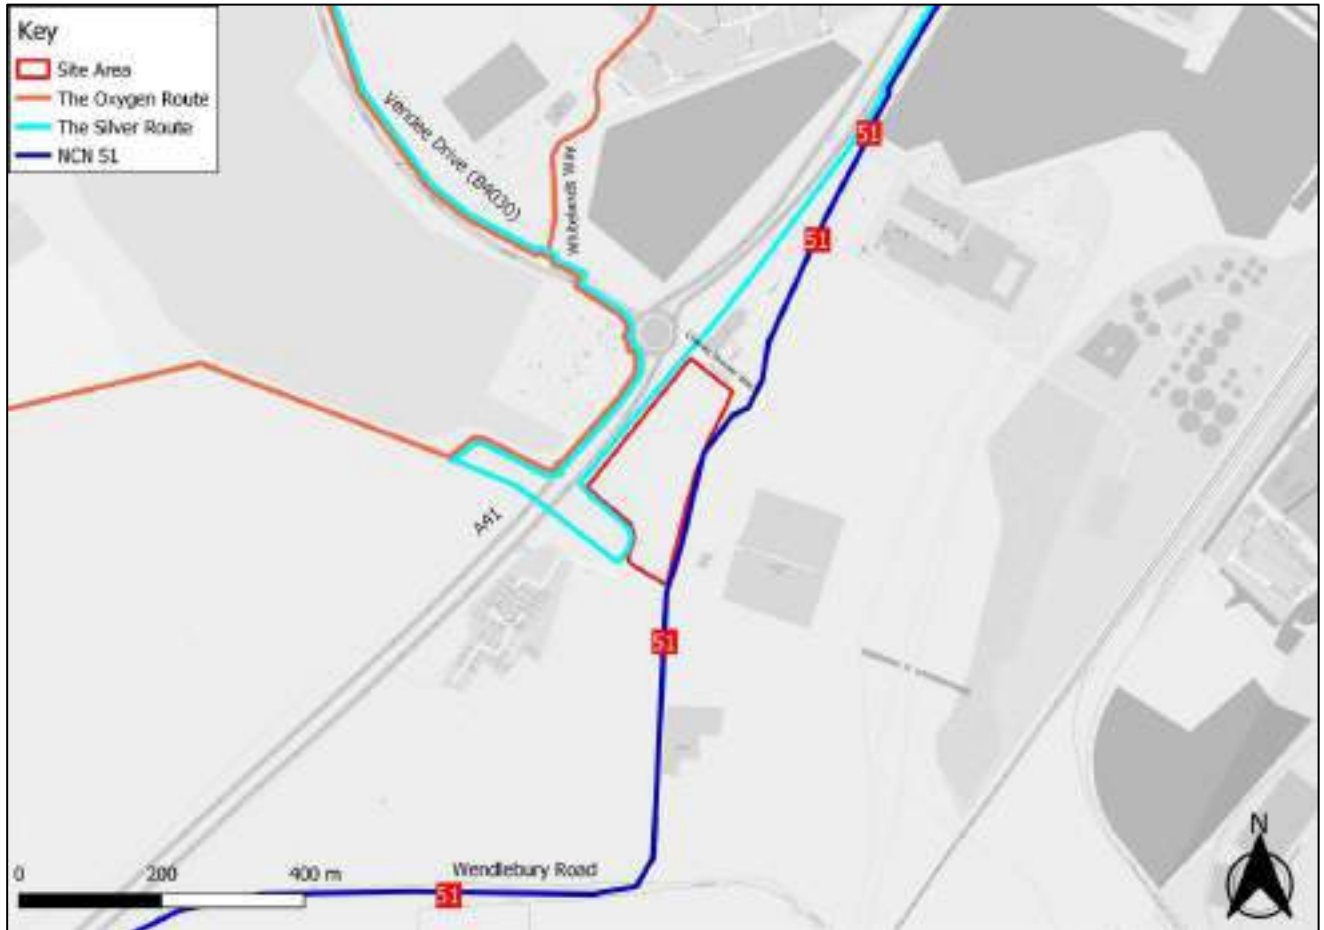 Key
Site Area
The Oxygen Route
The Silver Route
NCN 51
Vendee Drive (B4030)
Whitelands Way
51
51
A41
51
Wendlebury Road
51
0 200 400 m
N